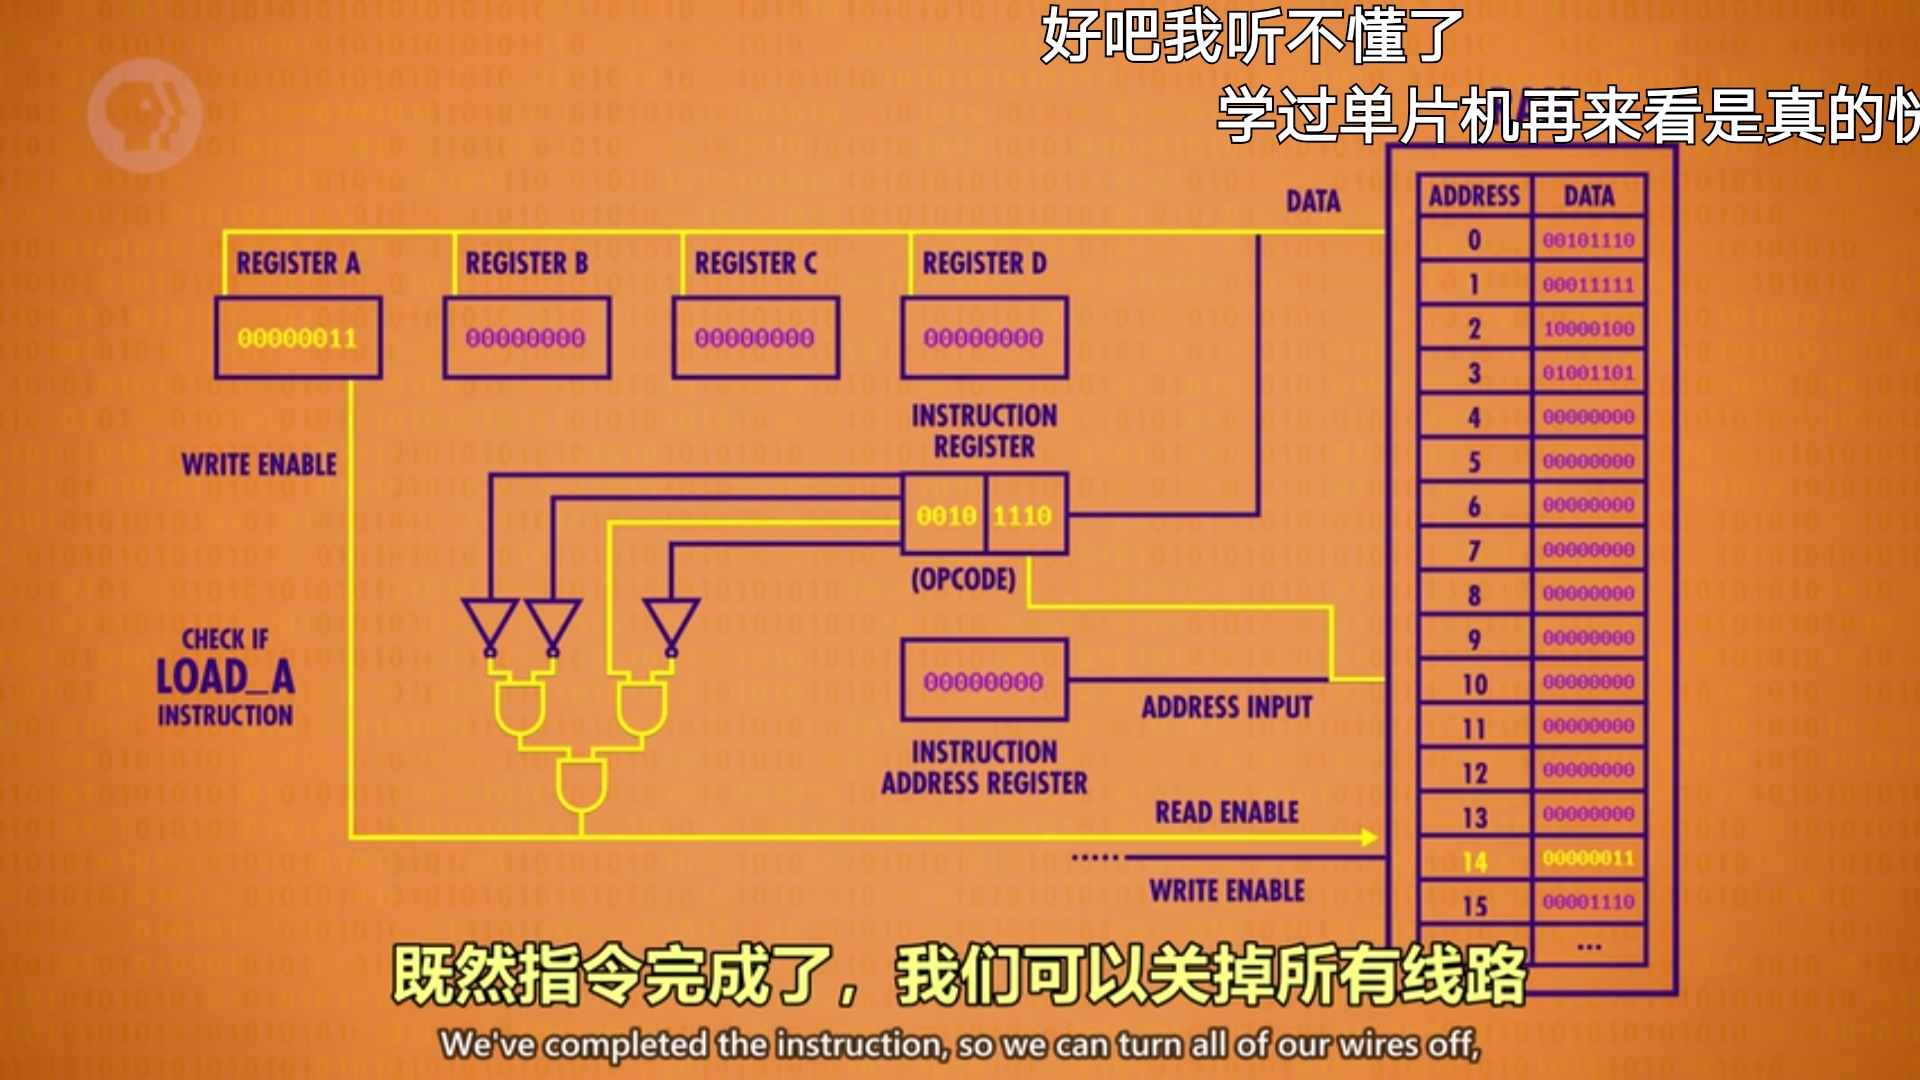 好吧我听不懂了
学过单片机再来看是真的
DATA
REGISTER A
REGISTER B
REGISTER C
REGISTER D
00000011
00000000
00000000
00000000
WRITE ENABLE
INSTRUCTION
REGISTER
0010 1110
(OPCODE)
CHECK IF
LOAD_A
INSTRUCTION
00000000
ADDRESS INPUT
INSTRUCTION
ADDRESS REGISTER
READ ENABLE
WRITE ENABLE
ADDRESS DATA
0 00101110
1 00011111
2 10000100
3 01001101
4 00000000
5 00000000
6 00000000
7 00000000
8 00000000
9 00000000
10 00000000
11 00000000
12 00000000
13 00000000
14 00000011
15 00001110
...
既然指令完成了，我们可以关掉所有线路
We've completed the instruction, so we can turn all of our wires off,